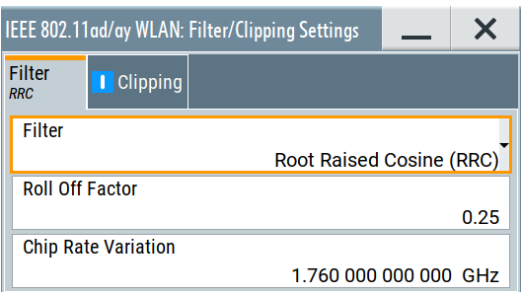 IEEE 802.11ad/ay WLAN: Filter/Clipping Settings
Filter
RRC
Clipping
Filter
Root Raised Cosine (RRC)
Roll Off Factor
0.25
Chip Rate Variation
1.760 000 000 000 GHz